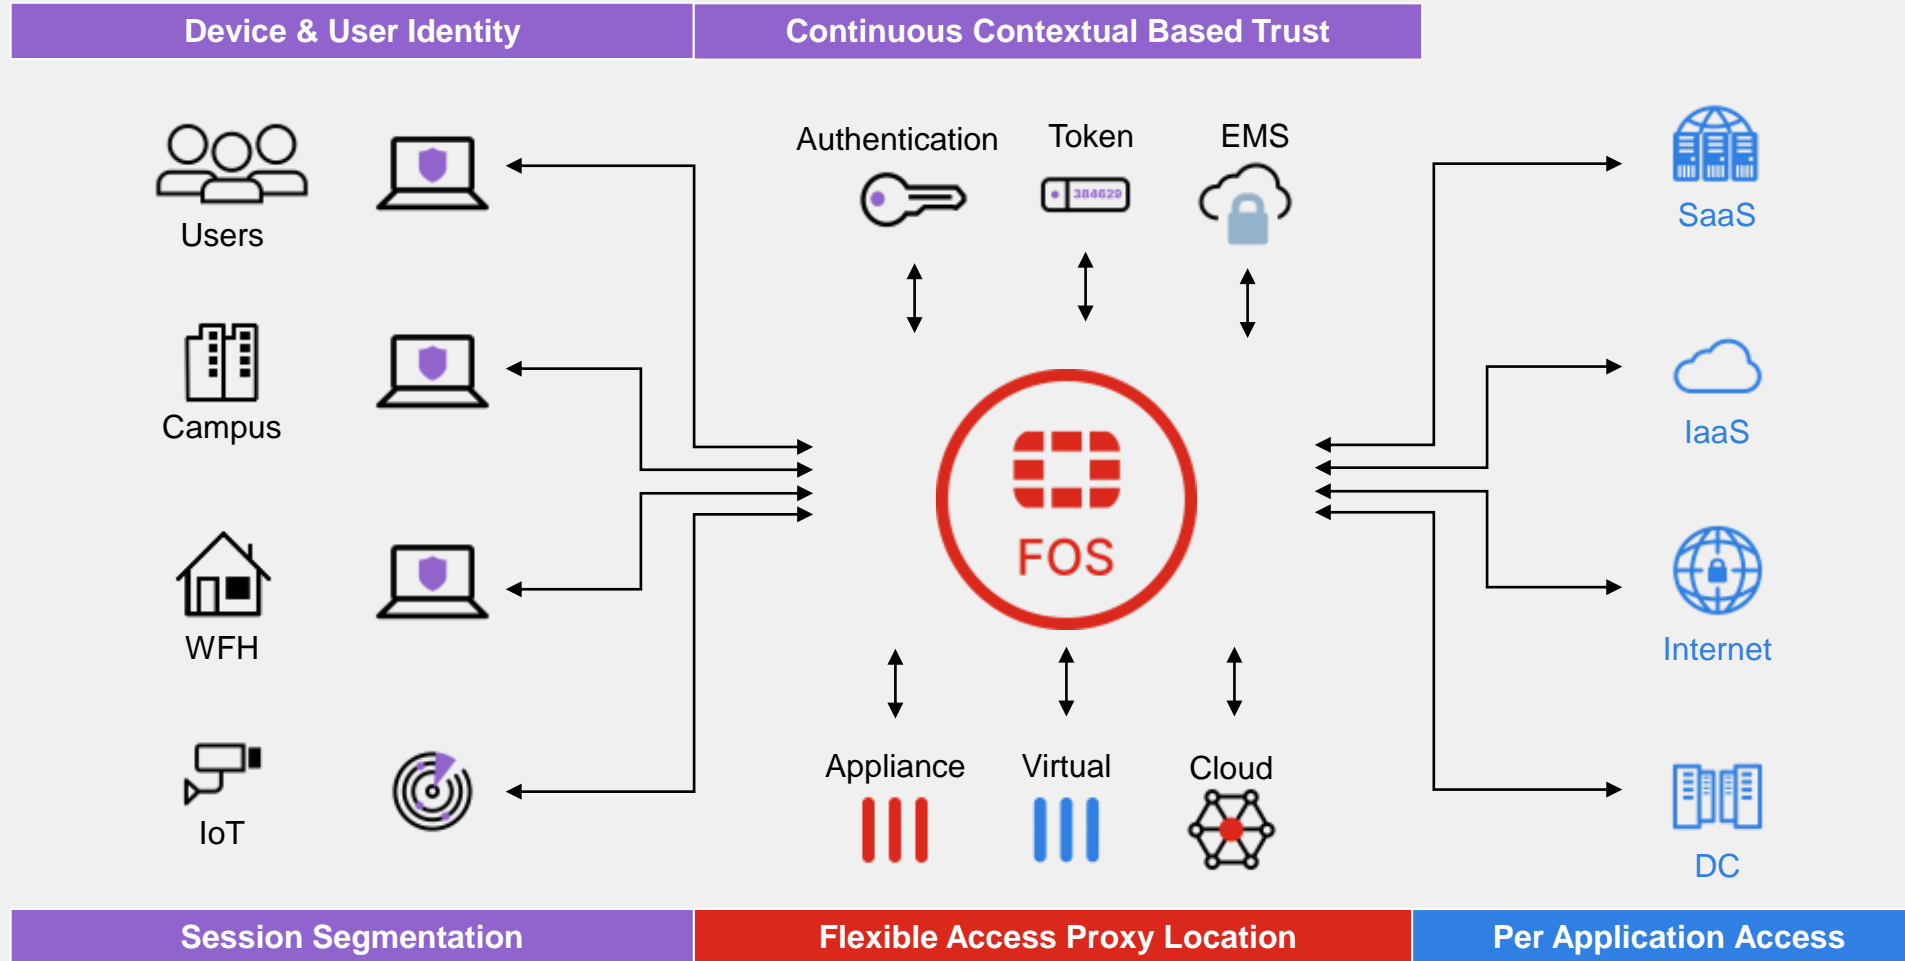 Device & User Identity
Continuous Contextual Based Trust
Authentication
Token
EMS
384629
Users
SaaS
Campus
IaaS
FOS
WFH
Internet
Appliance
Virtual
Cloud
IoT
DC
Session Segmentation
Flexible Access Proxy Location
Per Application Access